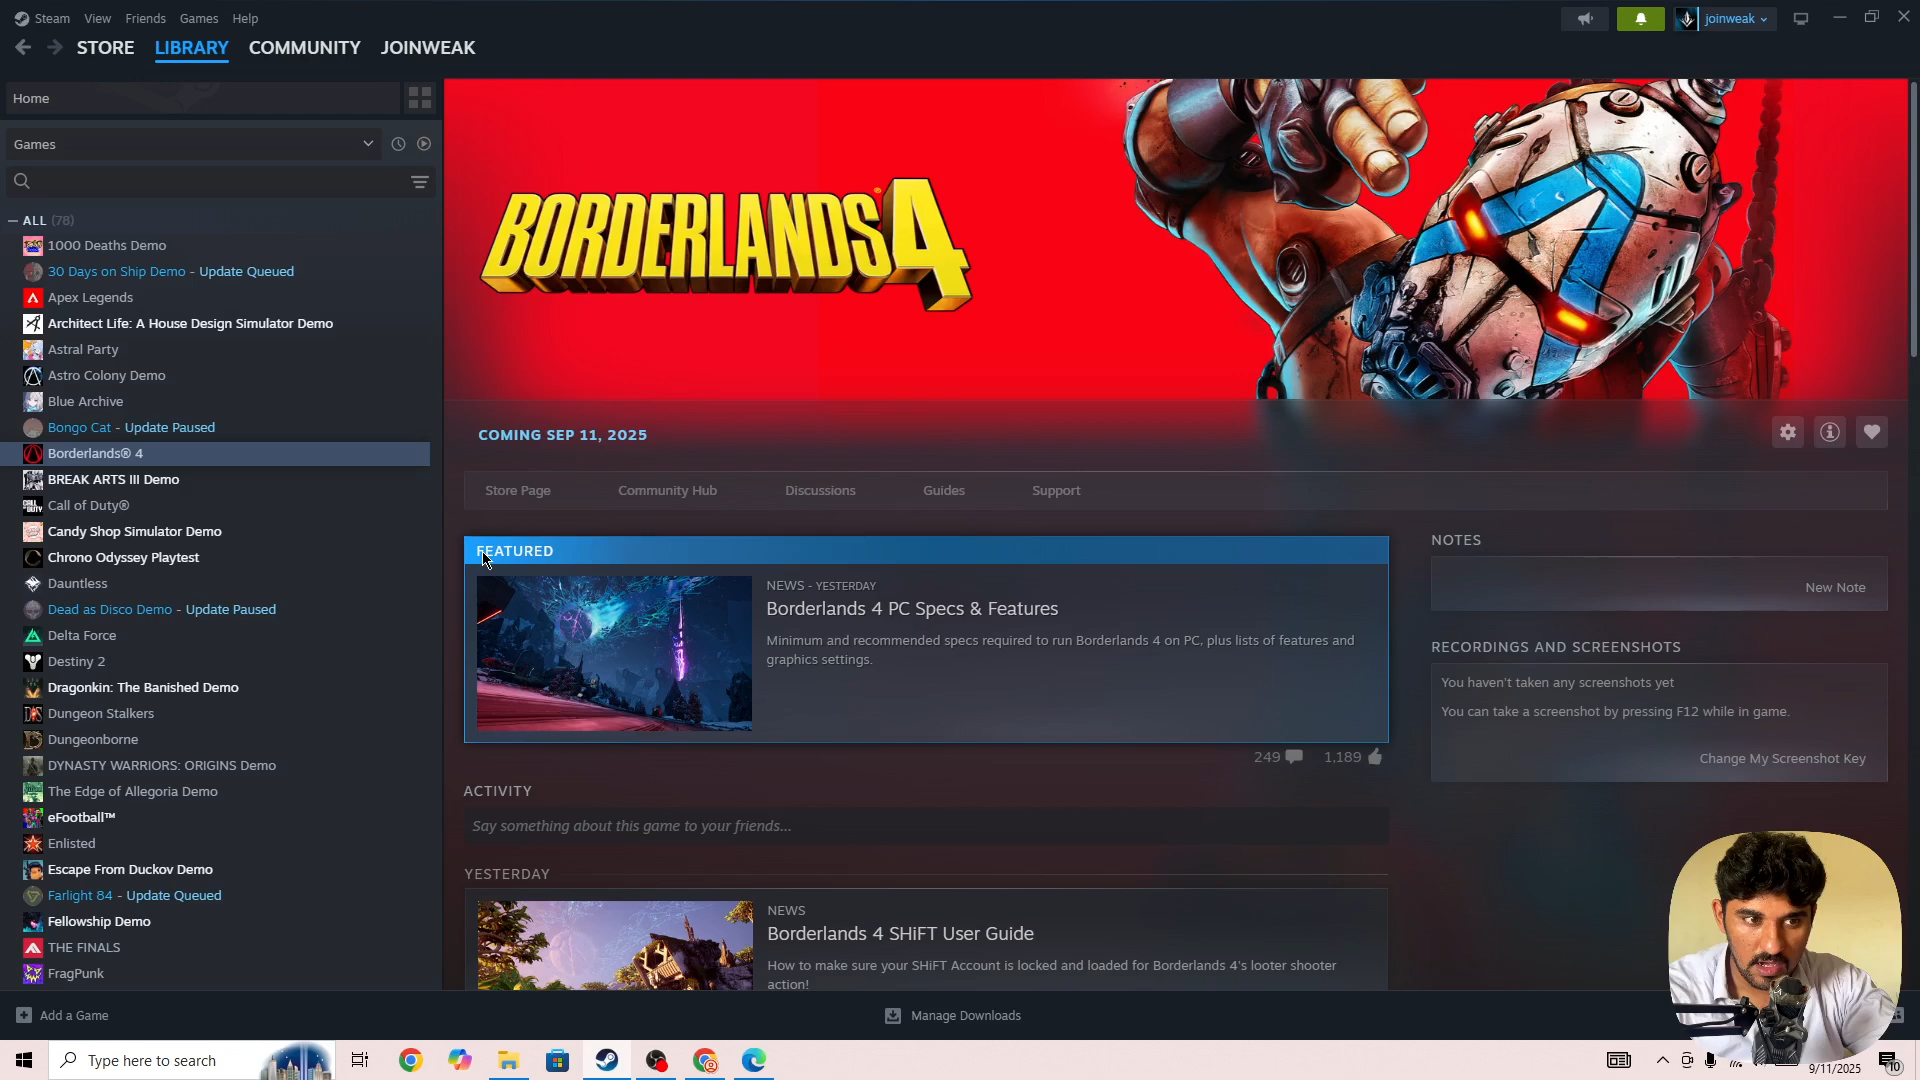 Steam View Friends Games Help
joinweak
STORE LIBRARY COMMUNITY JOINWEAK
Home
Games
ALL (78)
1000 Deaths Demo
30 Days on Ship Demo - Update Queued
Apex Legends
Architect Life: A House Design Simulator Demo
Astral Party
Astro Colony Demo
Blue Archive
Bongo Cat - Update Paused
Borderlands® 4
BREAK ARTS III Demo
Call of Duty®
Candy Shop Simulator Demo
Chrono Odyssey Playtest
Dauntless
Dead as Disco Demo - Update Paused
Delta Force
Destiny 2
Dragonkin: The Banished Demo
Dungeon Stalkers
Dungeonborne
DYNASTY WARRIORS: ORIGINS Demo
The Edge of Allegoria Demo
eFootball™
Enlisted
Escape From Duckov Demo
Farlight 84 - Update Queued
Fellowship Demo
THE FINALS
FragPunk
BORDERLANDS® 4
COMING SEP 11, 2025
Store Page Community Hub Discussions Guides Support
FEATURED
NEWS - YESTERDAY
Borderlands 4 PC Specs & Features
Minimum and recommended specs required to run Borderlands 4 on PC, plus lists of features and
graphics settings.
249 1,189
ACTIVITY
Say something about this game to your friends...
YESTERDAY
NEWS
Borderlands 4 SHiFT User Guide
How to make sure your SHiFT Account is locked and loaded for Borderlands 4's looter shooter
action!
NOTES
New Note
RECORDINGS AND SCREENSHOTS
You haven't taken any screenshots yet
You can take a screenshot by pressing F12 while in game.
Change My Screenshot Key
Add a Game
Manage Downloads
Type here to search
9/11/2025
10